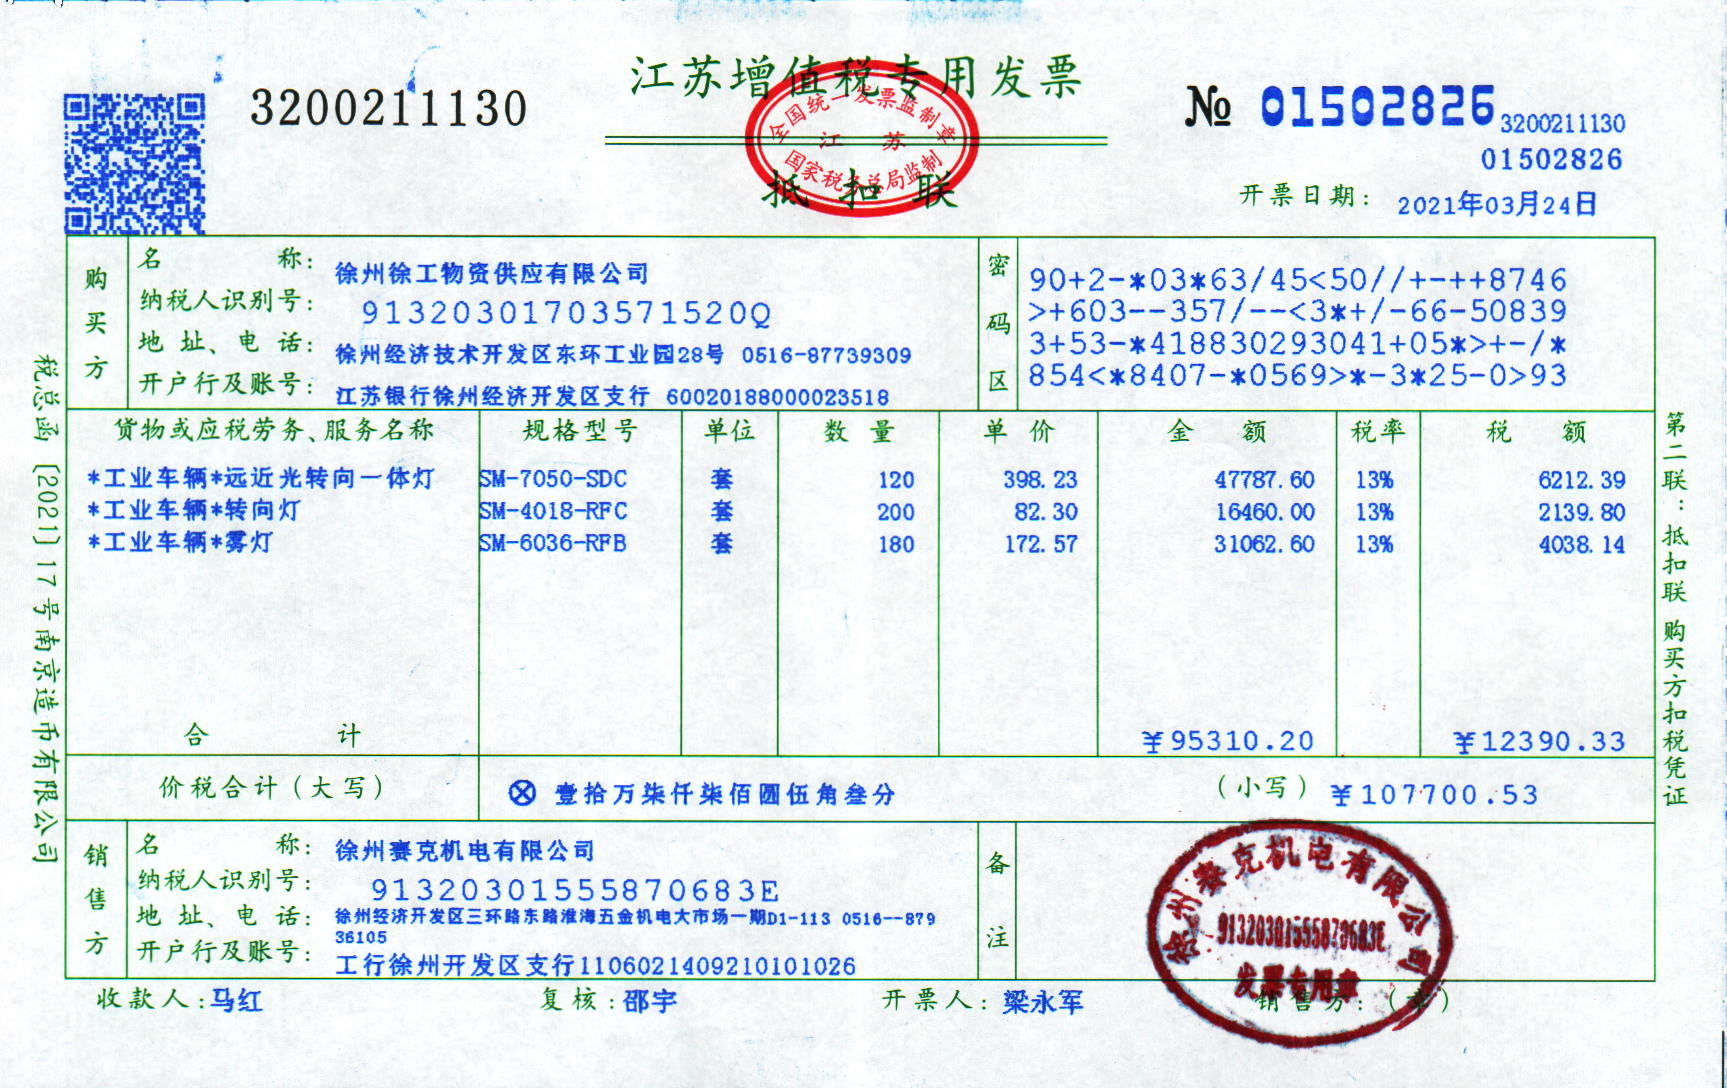 3200211130
江苏增值税专用发票
全国统一发票监制章
江 苏
国家税务总局监制
抵 扣 联
№ 01502826
3200211130
01502826
开票日期: 2021年03月24日
购买方
名 称: 徐州徐工物资供应有限公司
纳税人识别号: 91320301703571520Q
地 址、电 话: 徐州经济技术开发区东环工业园28号 0516-87739309
开户行及账号: 江苏银行徐州经济开发区支行 60020188000023518
密码区
90+2-*03*63/45<50//+-++8746
>+603--357/--<3*+/-66-50839
3+53-*418830293041+05*>+-/*
854<*8407-*0569>*-3*25-0>93
货物或应税劳务、服务名称 规格型号 单位 数 量 单 价 金 额 税率 税 额
*工业车辆*远近光转向一体灯 SM-7050-SDC 套 120 398.23 47787.60 13% 6212.39
*工业车辆*转向灯 SM-4018-RFC 套 200 82.30 16460.00 13% 2139.80
*工业车辆*雾灯 SM-6036-RFB 套 180 172.57 31062.60 13% 4038.14
合 计 ¥95310.20 ¥12390.33
价税合计(大写) ⊗ 壹拾万柒仟柒佰圆伍角叁分 (小写) ¥107700.53
销售方
名 称: 徐州赛克机电有限公司
纳税人识别号: 91320301555870683E
地 址、电 话: 徐州经济开发区三环路东路淮海五金机电大市场一期D1-113 0516--879
36105
开户行及账号: 工行徐州开发区支行1106021409210101026
备注
徐州赛克机电有限公司
91320301555870683E
发票专用章
收款人:马红 复核:邵宇 开票人:梁永军 销售方:(章)
税总函〔2021〕17号南京造币有限公司
第二联:抵扣联 购买方扣税凭证